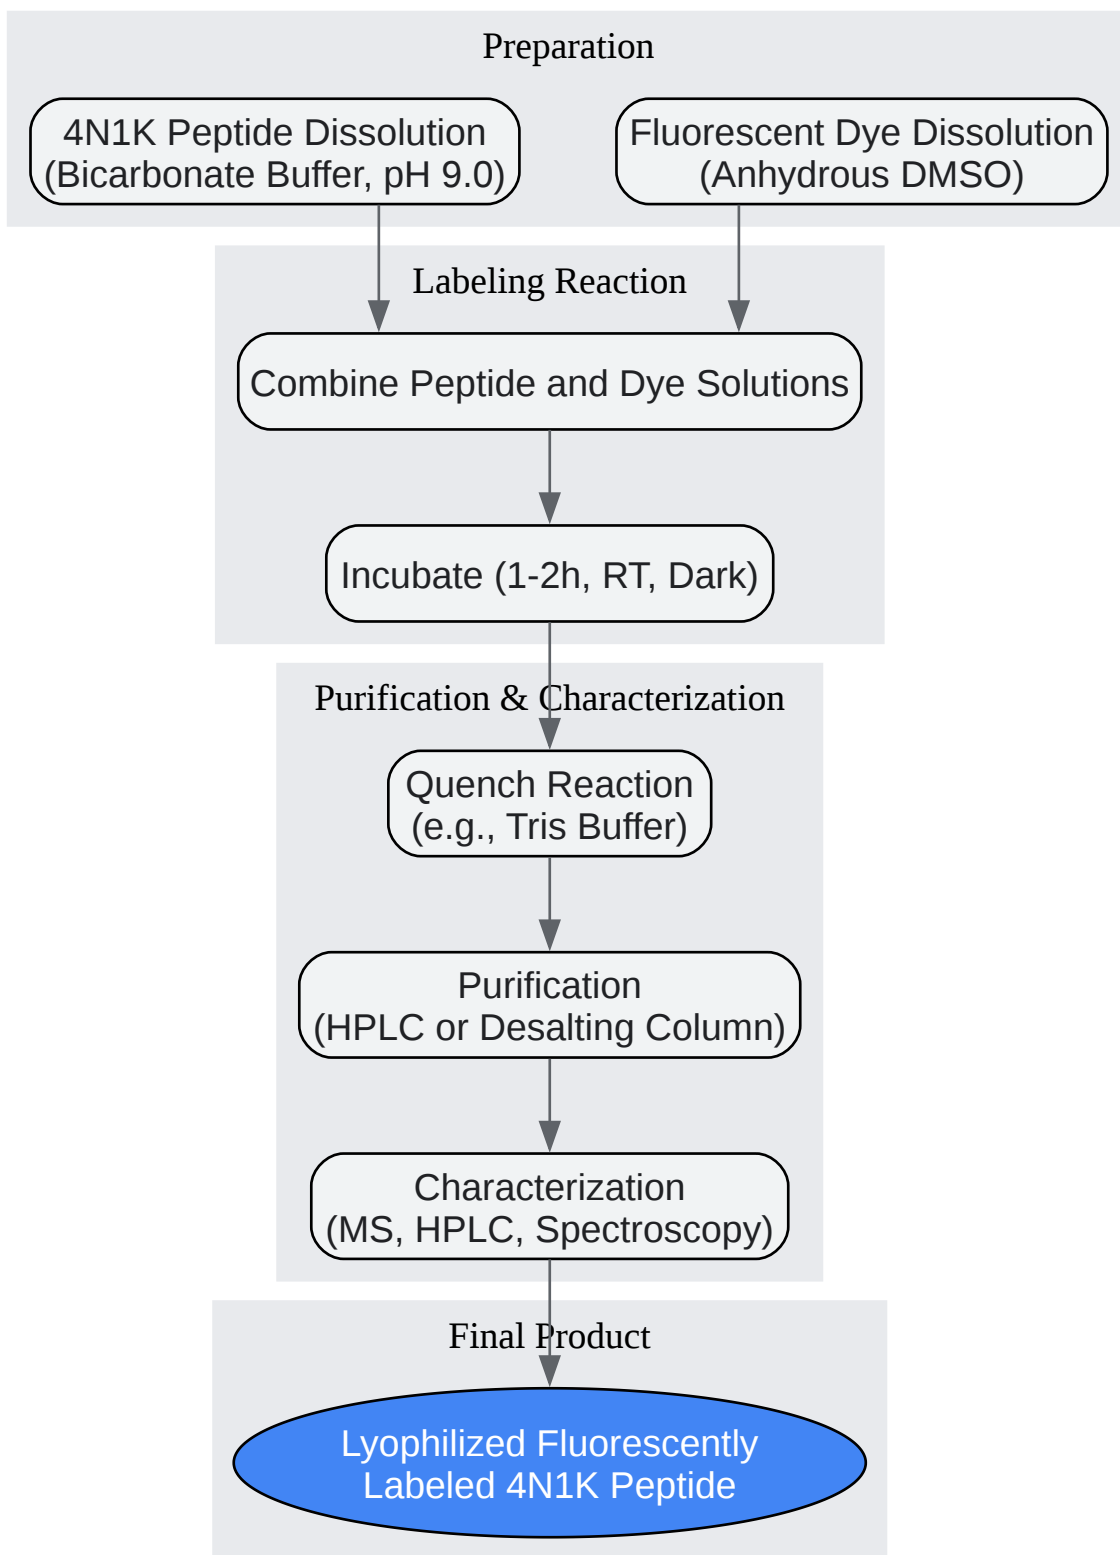 Preparation
4N1K Peptide Dissolution
(Bicarbonate Buffer, pH 9.0)
Fluorescent Dye Dissolution
(Anhydrous DMSO)
Labeling Reaction
Combine Peptide and Dye Solutions
Incubate (1-2h, RT, Dark)
Purification & Characterization
Quench Reaction
(e.g., Tris Buffer)
Purification
(HPLC or Desalting Column)
Characterization
(MS, HPLC, Spectroscopy)
Final Product
Lyophilized Fluorescently
Labeled 4N1K Peptide